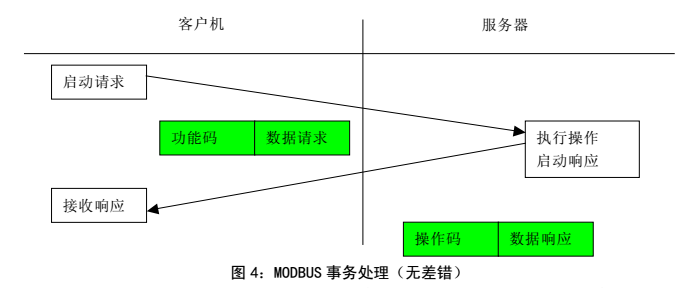 客户机
服务器
启动请求
功能码 数据请求
执行操作
启动响应
接收响应
操作码 数据响应
图 4：MODBUS 事务处理（无差错）